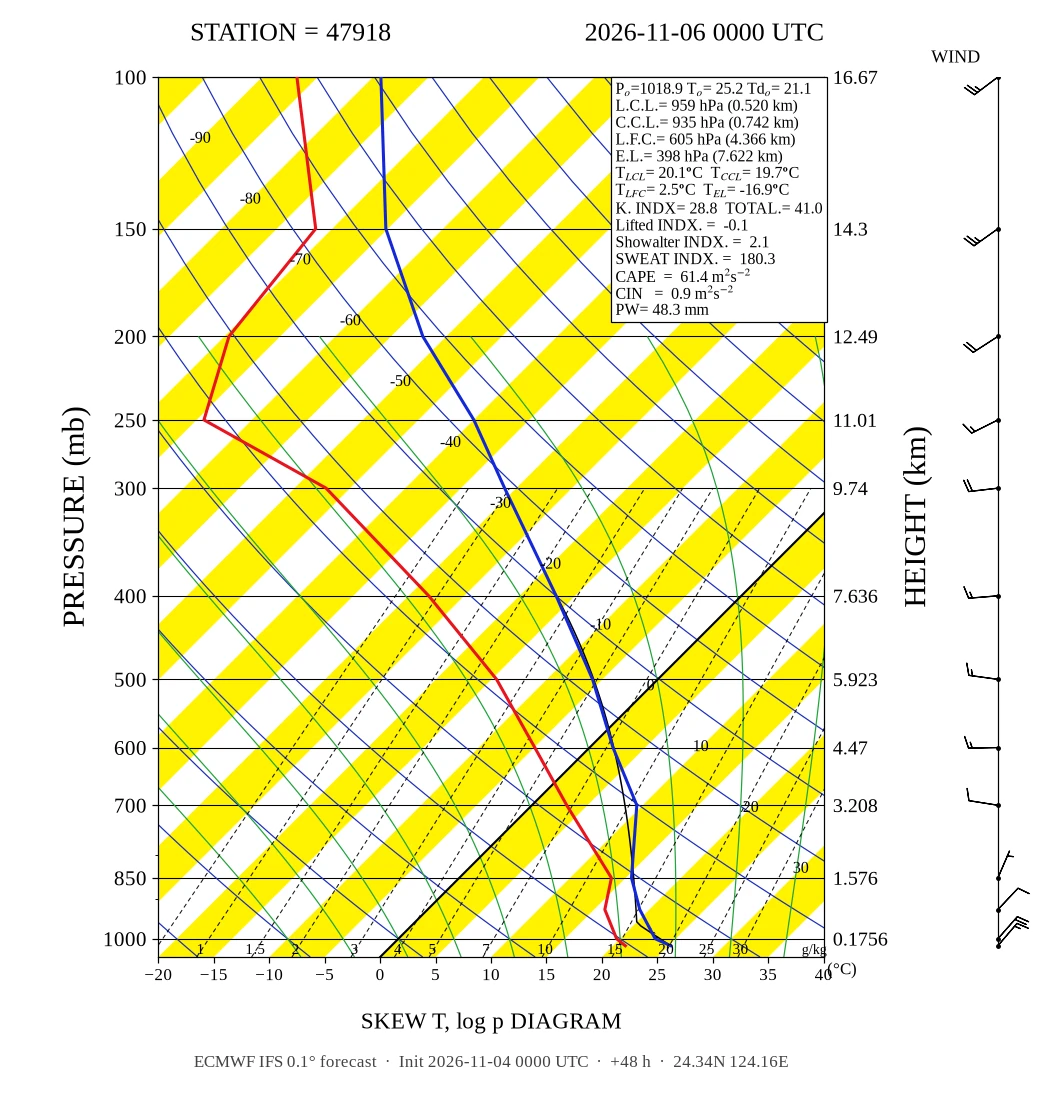 STATION = 47918
2026-11-06 0000 UTC
WIND
Pₒ=1018.9 Tₒ= 25.2 Tdₒ= 21.1
L.C.L.= 959 hPa (0.520 km)
C.C.L.= 935 hPa (0.742 km)
L.F.C.= 605 hPa (4.366 km)
E.L.= 398 hPa (7.622 km)
T_LCL= 20.1°C T_CCL= 19.7°C
T_LFC= 2.5°C T_EL= -16.9°C
K. INDX= 28.8 TOTAL.= 41.0
Lifted INDX. = -0.1
Showalter INDX. = 2.1
SWEAT INDX. = 180.3
CAPE = 61.4 m²s⁻²
CIN = 0.9 m²s⁻²
PW= 48.3 mm
PRESSURE (mb)
100
150
200
250
300
400
500
600
700
850
1000
-90
-80
-70
-60
-50
-40
-30
-20
-10
0
10
20
30
16.67
14.3
12.49
11.01
9.74
7.636
5.923
4.47
3.208
1.576
0.1756
HEIGHT (km)
1 1.5 2 3 4 5 7 10 15 20 25 30 g/kg
−20 −15 −10 −5 0 5 10 15 20 25 30 35 40 (°C)
SKEW T, log p DIAGRAM
ECMWF IFS 0.1° forecast · Init 2026-11-04 0000 UTC · +48 h · 24.34N 124.16E